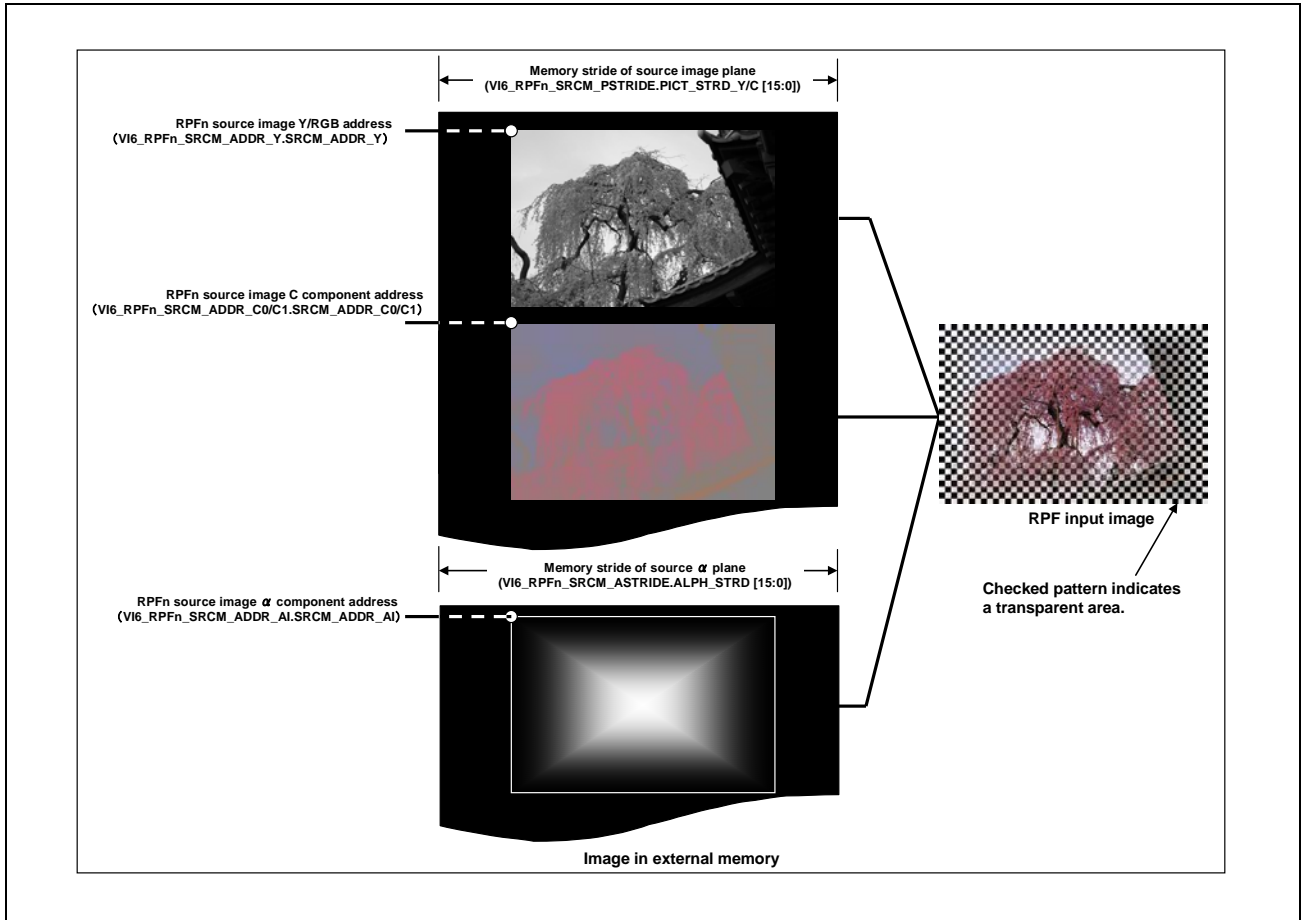 Memory stride of source image plane
(VI6_RPFn_SRCM_PSTRIDE.PICT_STRD_Y/C [15:0])
RPFn source image Y/RGB address
(VI6_RPFn_SRCM_ADDR_Y.SRCM_ADDR_Y)
RPFn source image C component address
(VI6_RPFn_SRCM_ADDR_C0/C1.SRCM_ADDR_C0/C1)
RPF input image
Checked pattern indicates
a transparent area.
Memory stride of source α plane
(VI6_RPFn_SRCM_ASTRIDE.ALPH_STRD [15:0])
RPFn source image α component address
(VI6_RPFn_SRCM_ADDR_AI.SRCM_ADDR_AI)
Image in external memory